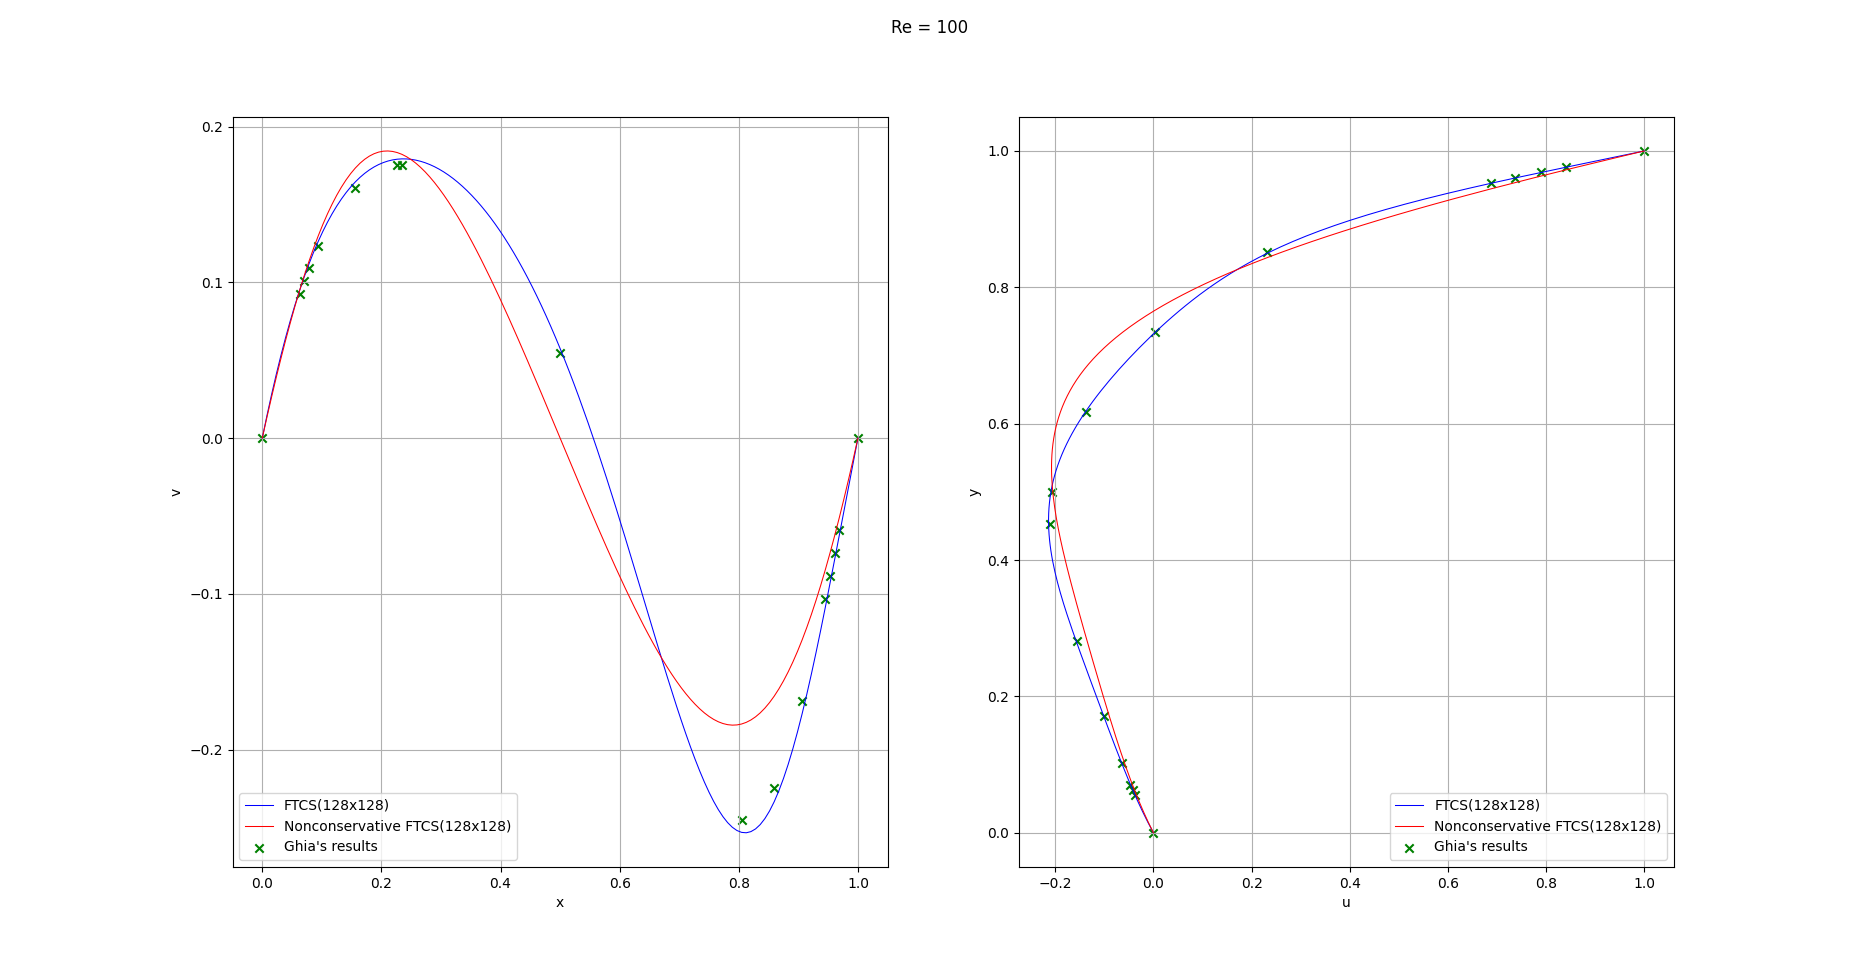 Re = 100
0.2
0.1
0.0
−0.1
−0.2
v
0.0 0.2 0.4 0.6 0.8 1.0
x
FTCS(128x128)
Nonconservative FTCS(128x128)
Ghia's results
1.0
0.8
0.6
0.4
0.2
0.0
y
−0.2 0.0 0.2 0.4 0.6 0.8 1.0
u
FTCS(128x128)
Nonconservative FTCS(128x128)
Ghia's results